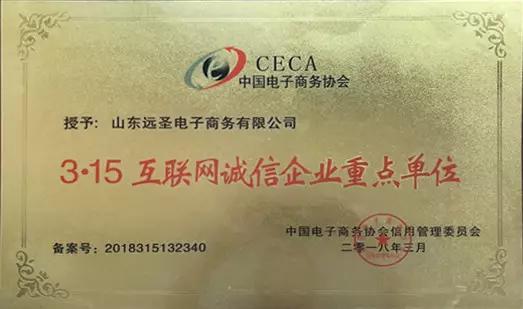 CECA
中国电子商务协会
授予: 山东远圣电子商务有限公司
3·15 互联网诚信企业重点单位
中国电子商务协会信用管理委员会
二零一八年三月
备案号: 2018315132340